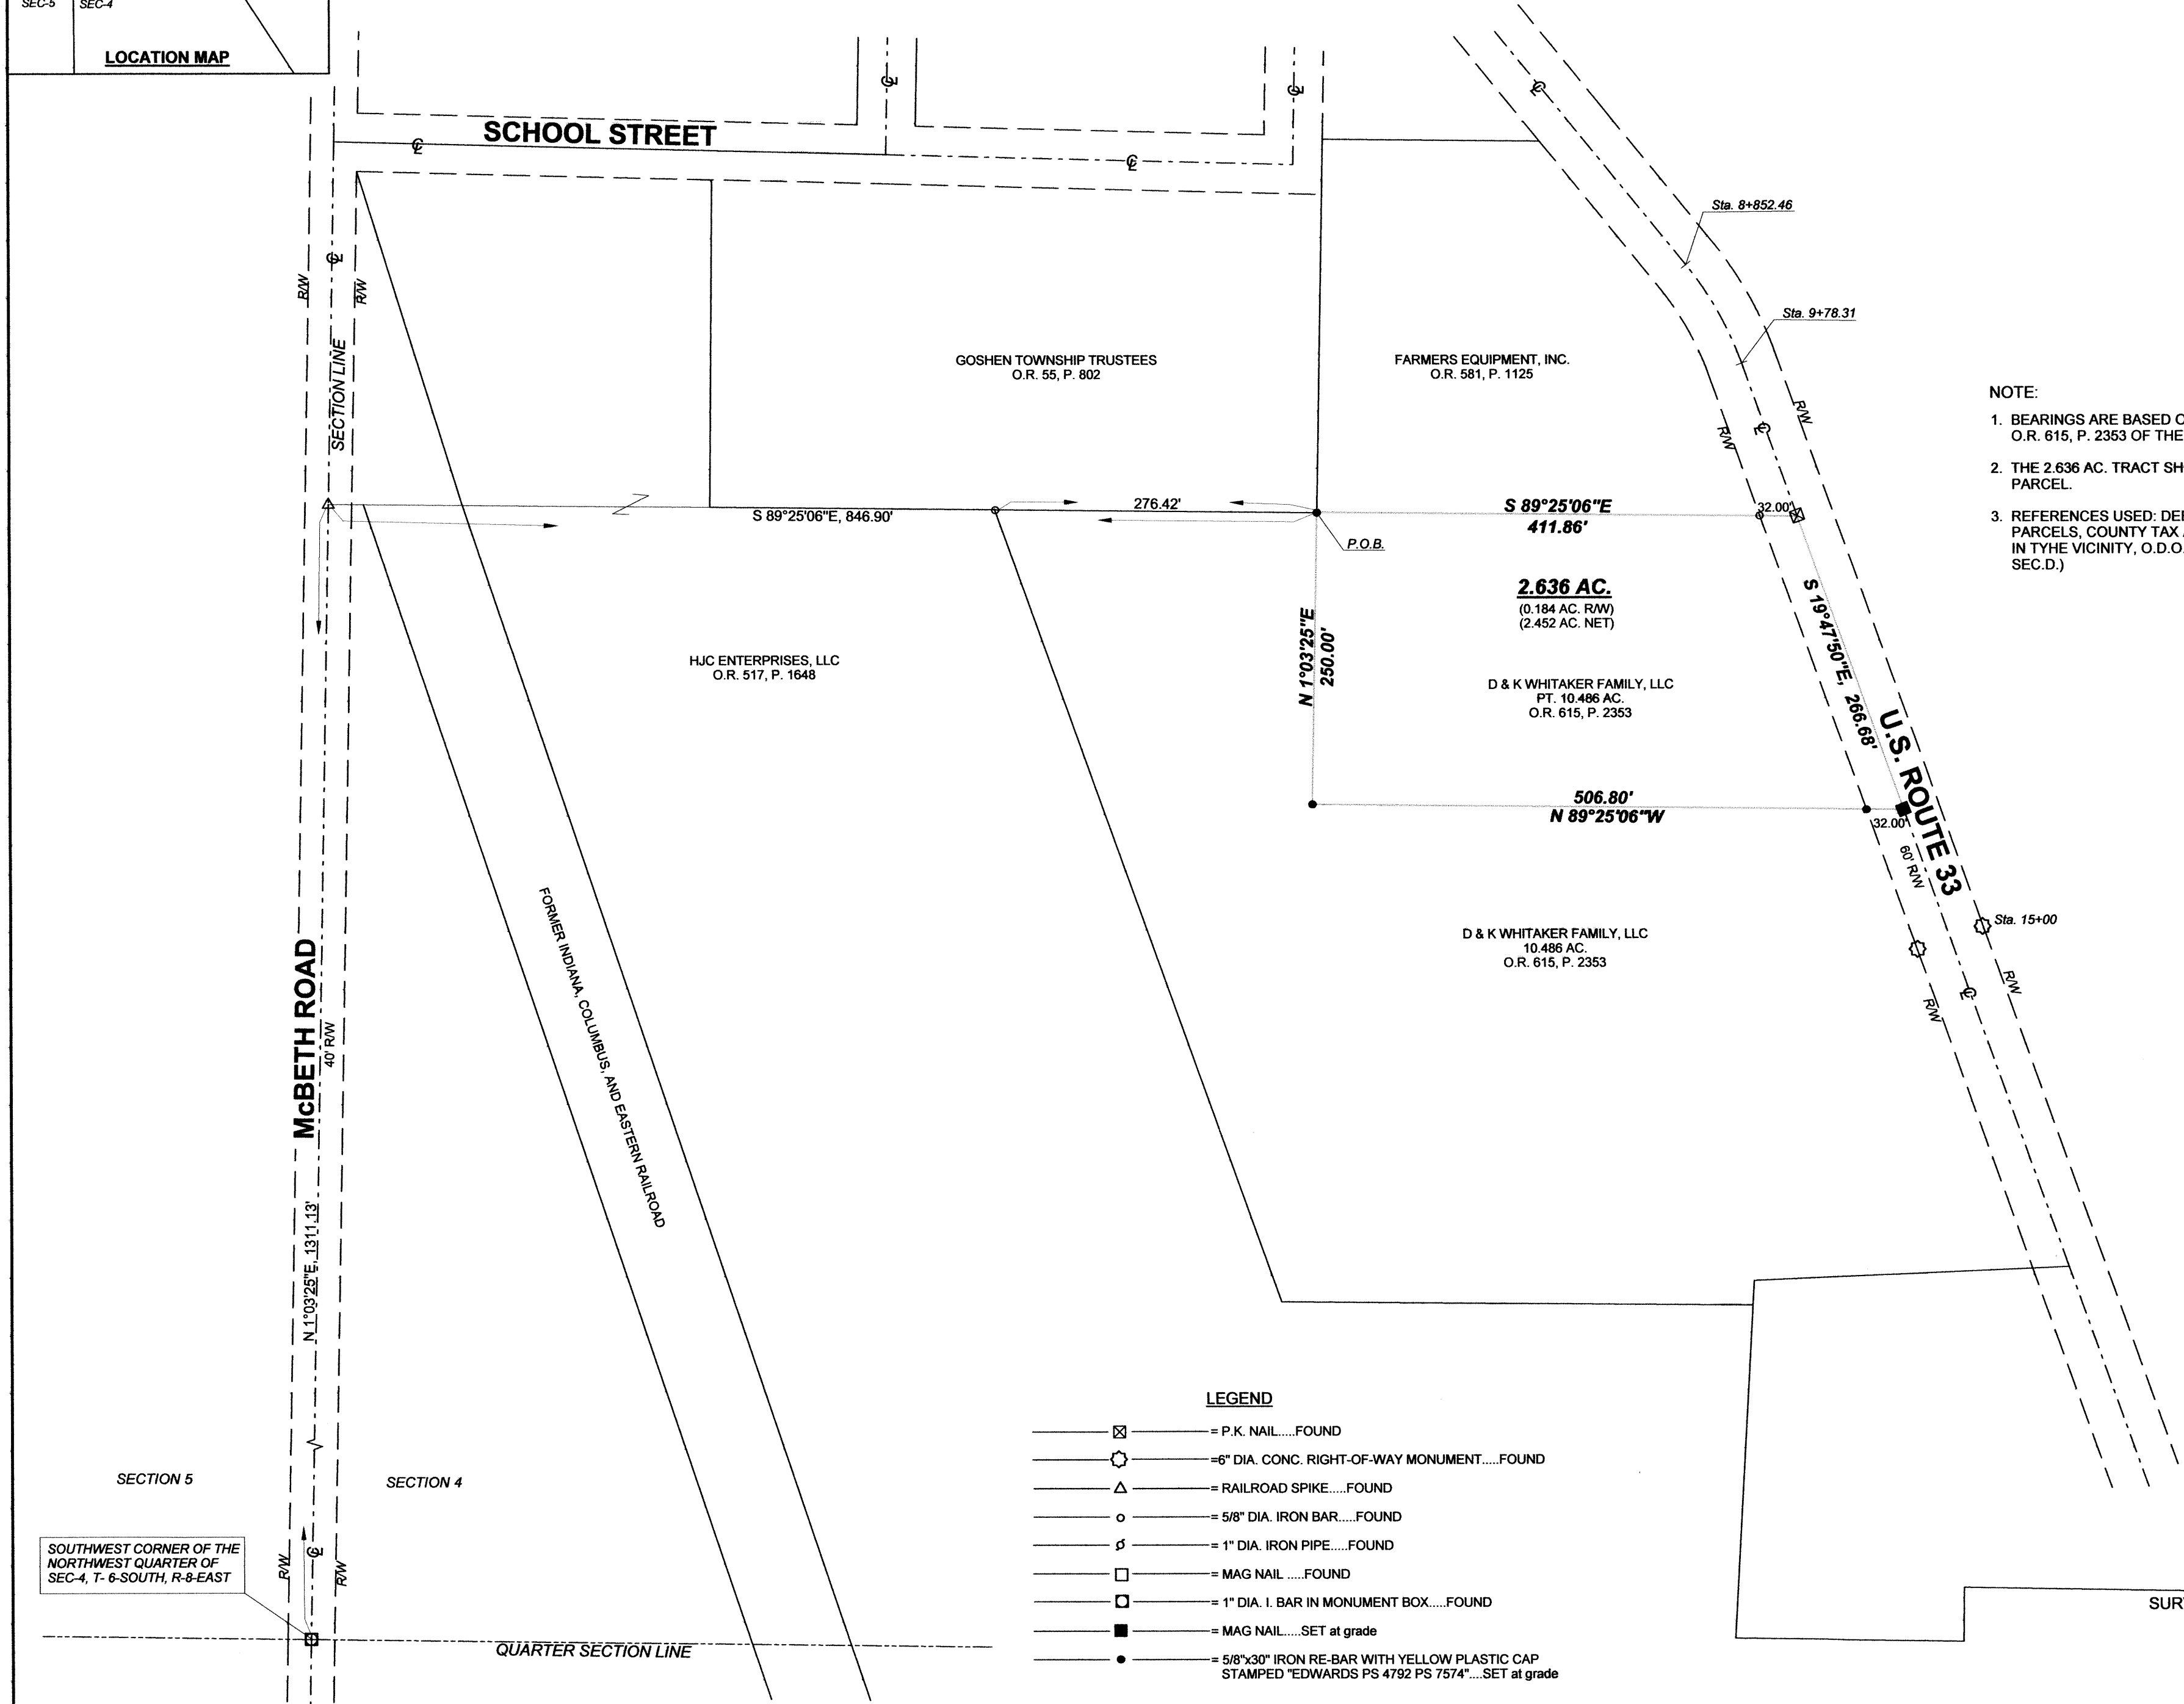 SEC-5
SEC-4
LOCATION MAP
SCHOOL STREET
Sta. 8+852.46
Sta. 9+78.31
R/W
R/W
SECTION LINE
GOSHEN TOWNSHIP TRUSTEES
O.R. 55, P. 802
FARMERS EQUIPMENT, INC.
O.R. 581, P. 1125
R/W
R/W
NOTE:
1. BEARINGS ARE BASED O
O.R. 615, P. 2353 OF THE
2. THE 2.636 AC. TRACT SH
PARCEL.
3. REFERENCES USED: DEE
PARCELS, COUNTY TAX
IN TYHE VICINITY, O.D.O.
SEC.D.)
S 89°25'06"E, 846.90'
276.42'
P.O.B.
S 89°25'06"E
411.86'
32.00'
2.636 AC.
(0.184 AC. R/W)
(2.452 AC. NET)
N 1°03'25"E
250.00'
S 19°47'50"E, 266.68'
HJC ENTERPRISES, LLC
O.R. 517, P. 1648
D & K WHITAKER FAMILY, LLC
PT. 10.486 AC.
O.R. 615, P. 2353
U.S. ROUTE 33
506.80'
N 89°25'06"W
32.00'
60' R/W
Sta. 15+00
D & K WHITAKER FAMILY, LLC
10.486 AC.
O.R. 615, P. 2353
R/W
R/W
McBETH ROAD
40' R/W
FORMER INDIANA, COLUMBUS, AND EASTERN RAILROAD
N 1°03'25"E, 1311.13'
SECTION 5
SECTION 4
SOUTHWEST CORNER OF THE
NORTHWEST QUARTER OF
SEC-4, T- 6-SOUTH, R-8-EAST
R/W
R/W
QUARTER SECTION LINE
LEGEND
= P.K. NAIL.....FOUND
=6" DIA. CONC. RIGHT-OF-WAY MONUMENT.....FOUND
= RAILROAD SPIKE.....FOUND
= 5/8" DIA. IRON BAR.....FOUND
= 1" DIA. IRON PIPE.....FOUND
= MAG NAIL .....FOUND
= 1" DIA. I. BAR IN MONUMENT BOX.....FOUND
= MAG NAIL.....SET at grade
= 5/8"x30" IRON RE-BAR WITH YELLOW PLASTIC CAP
STAMPED "EDWARDS PS 4792 PS 7574"....SET at grade
SUR